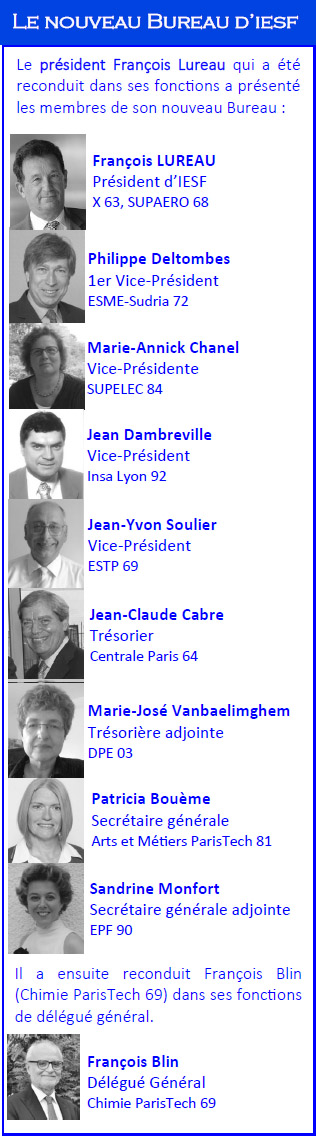 Le nouveau Bureau d'iesf
Le président François Lureau qui a été
reconduit dans ses fonctions a présenté
les membres de son nouveau Bureau :
François LUREAU
Président d'IESF
X 63, SUPAERO 68
Philippe Deltombes
1er Vice-Président
ESME-Sudria 72
Marie-Annick Chanel
Vice-Présidente
SUPELEC 84
Jean Dambreville
Vice-Président
Insa Lyon 92
Jean-Yvon Soulier
Vice-Président
ESTP 69
Jean-Claude Cabre
Trésorier
Centrale Paris 64
Marie-José Vanbaelimghem
Trésorière adjointe
DPE 03
Patricia Bouème
Secrétaire générale
Arts et Métiers ParisTech 81
Sandrine Monfort
Secrétaire générale adjointe
EPF 90
Il a ensuite reconduit François Blin
(Chimie ParisTech 69) dans ses fonctions
de délégué général.
François Blin
Délégué Général
Chimie ParisTech 69